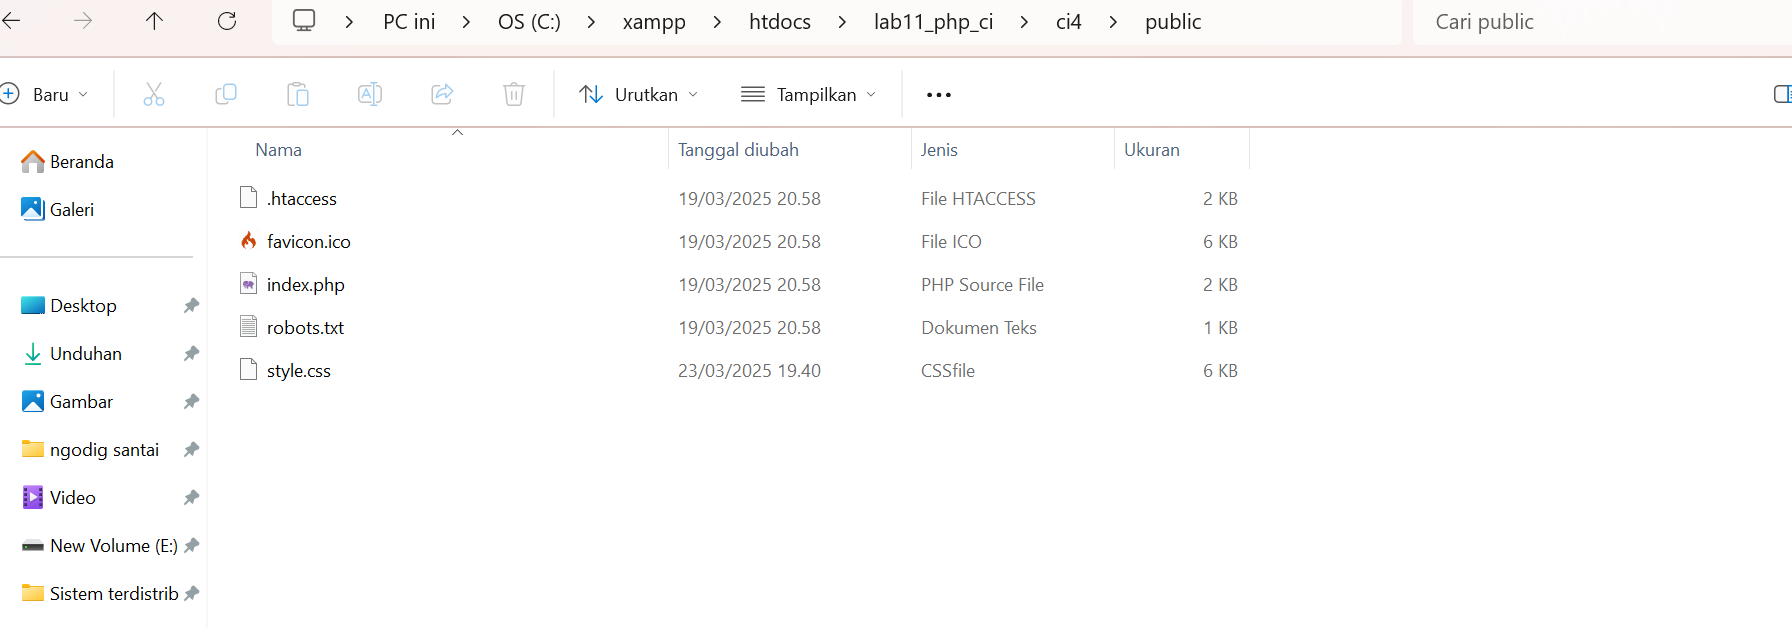 PC ini > OS (C:) > xampp > htdocs > lab11_php_ci > ci4 > public
Cari public
Baru
Urutkan
Tampilkan
Beranda
Galeri
Desktop
Unduhan
Gambar
ngodig santai
Video
New Volume (E:)
Sistem terdistrib
Nama Tanggal diubah Jenis Ukuran
.htaccess 19/03/2025 20.58 File HTACCESS 2 KB
favicon.ico 19/03/2025 20.58 File ICO 6 KB
index.php 19/03/2025 20.58 PHP Source File 2 KB
robots.txt 19/03/2025 20.58 Dokumen Teks 1 KB
style.css 23/03/2025 19.40 CSSfile 6 KB